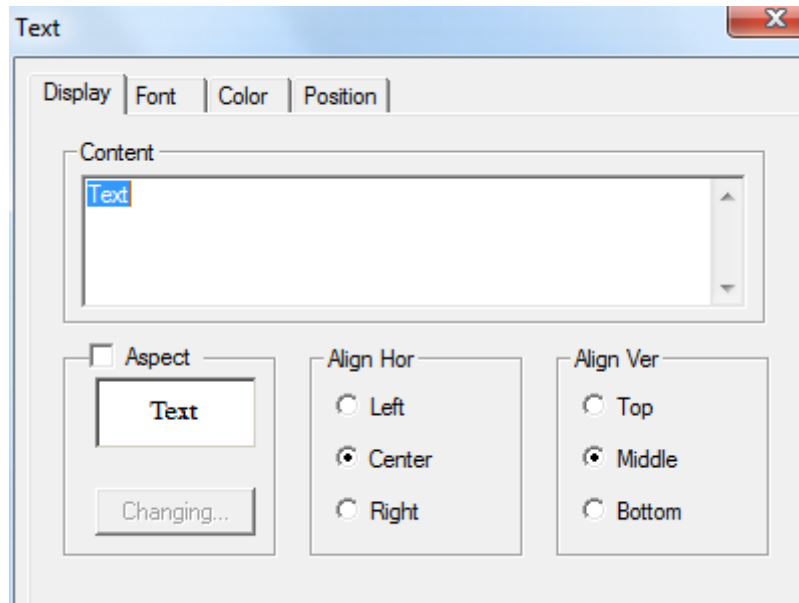 Text
Display Font Color Position
Content
Text
Aspect
Text
Changing...
Align Hor
Left
Center
Right
Align Ver
Top
Middle
Bottom